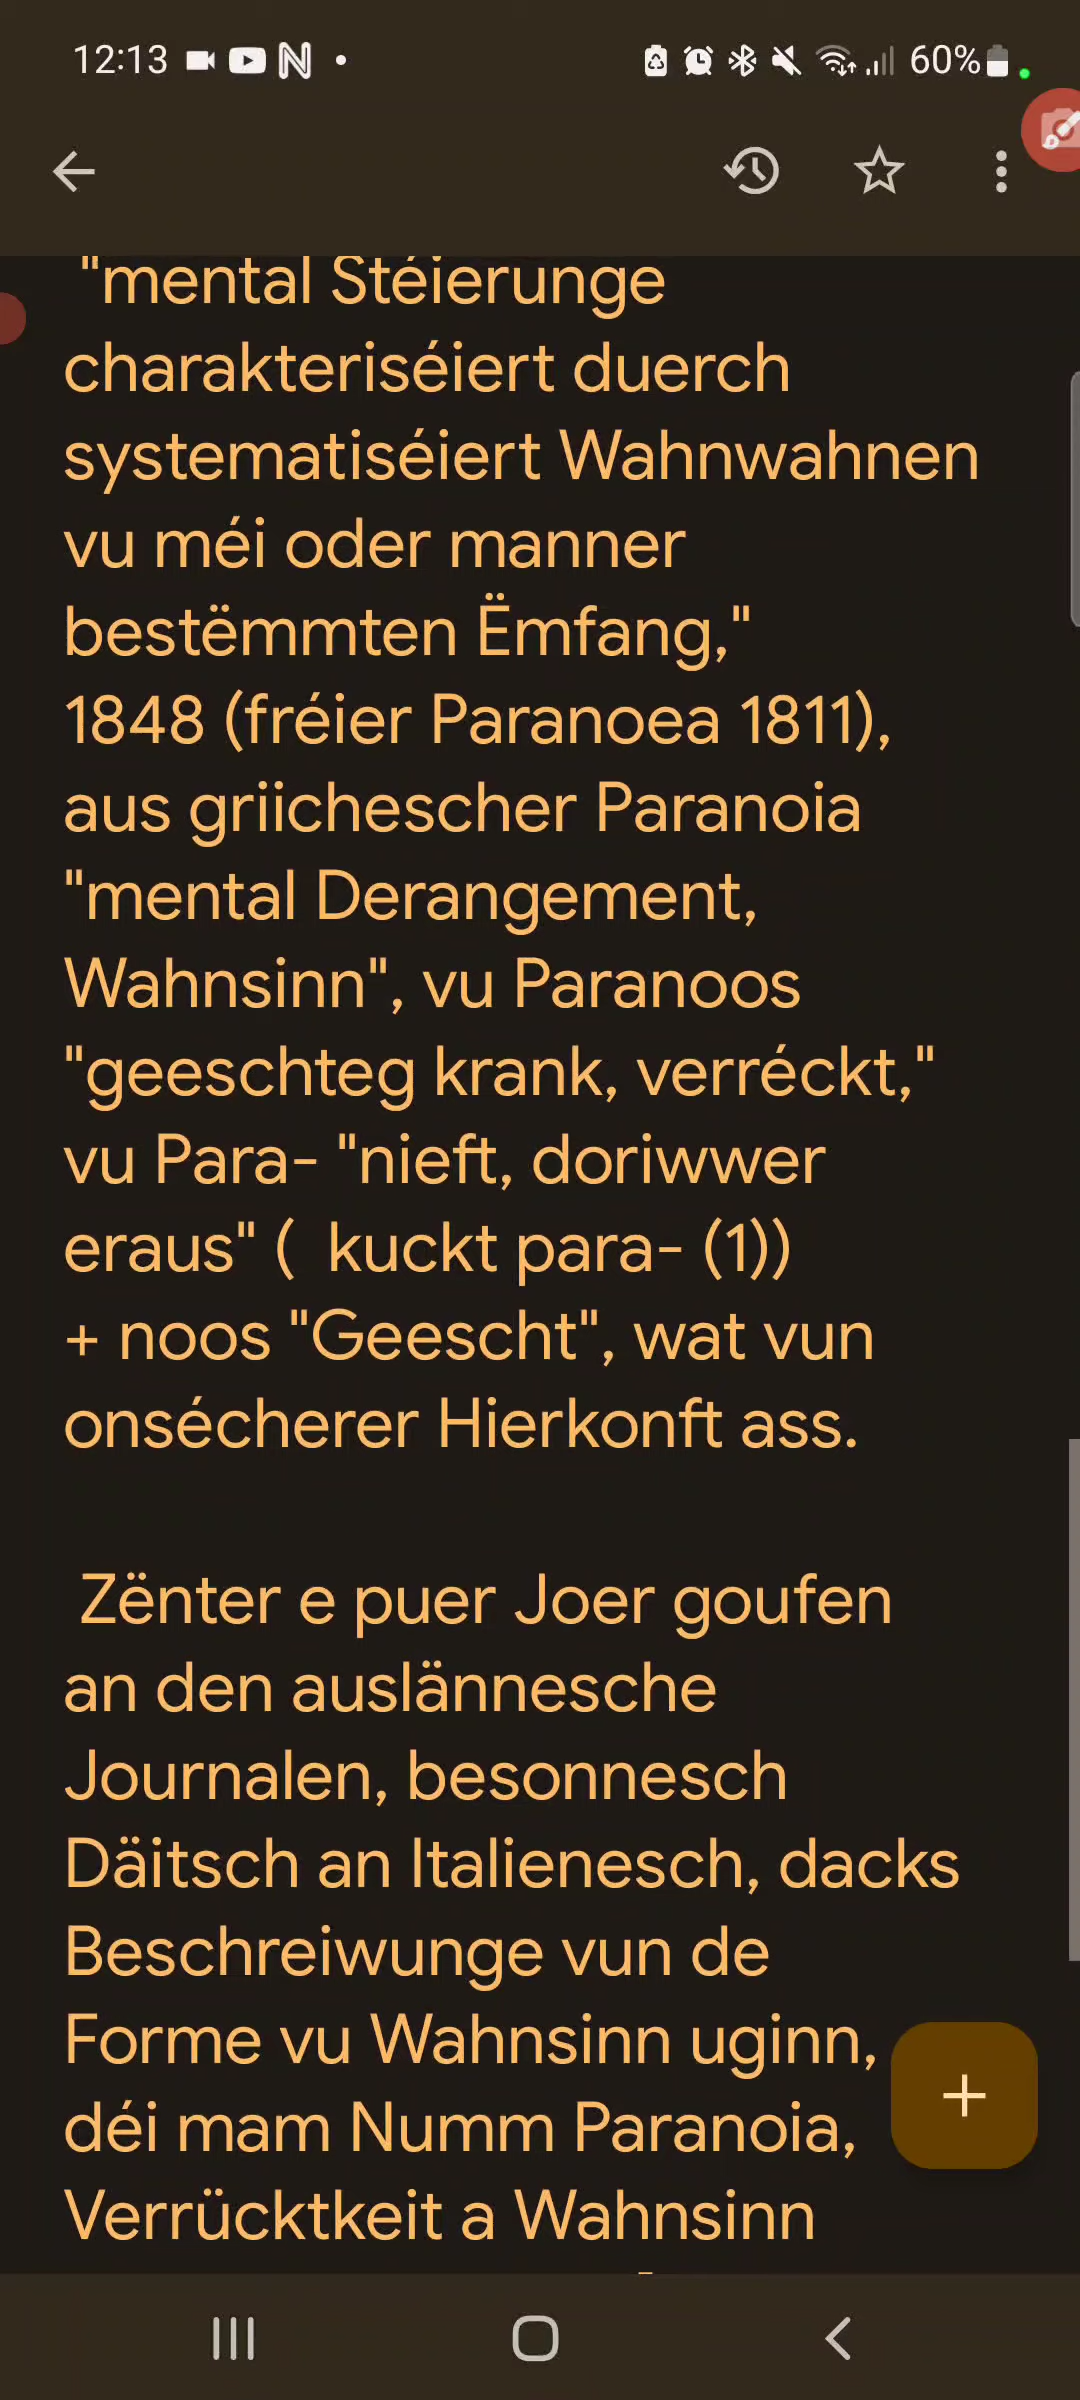 12:13
60%
"mental Stéierunge
charakteriséiert duerch
systematiséiert Wahnwahnen
vu méi oder manner
bestëmmten Ëmfang,"
1848 (fréier Paranoea 1811),
aus griichescher Paranoia
"mental Derangement,
Wahnsinn", vu Paranoos
"geeschteg krank, verréckt,"
vu Para- "nieft, doriwwer
eraus" (  kuckt para- (1))
+ noos "Geescht", wat vun
onsécherer Hierkonft ass.
Zënter e puer Joer goufen
an den auslännesche
Journalen, besonnesch
Däitsch an Italienesch, dacks
Beschreiwunge vun de
Forme vu Wahnsinn uginn,
déi mam Numm Paranoia,
Verrücktkeit a Wahnsinn